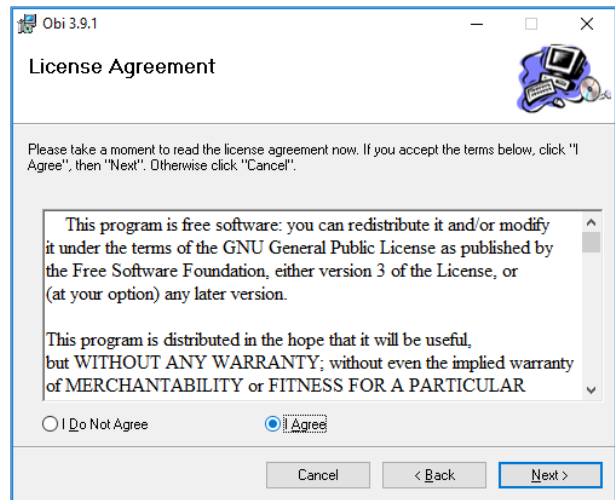 Obi 3.9.1
License Agreement
Please take a moment to read the license agreement now. If you accept the terms below, click "I
Agree", then "Next". Otherwise click "Cancel".
This program is free software: you can redistribute it and/or modify
it under the terms of the GNU General Public License as published by
the Free Software Foundation, either version 3 of the License, or
(at your option) any later version.
This program is distributed in the hope that it will be useful,
but WITHOUT ANY WARRANTY; without even the implied warranty
of MERCHANTABILITY or FITNESS FOR A PARTICULAR
I Do Not Agree
I Agree
Cancel
< Back
Next >